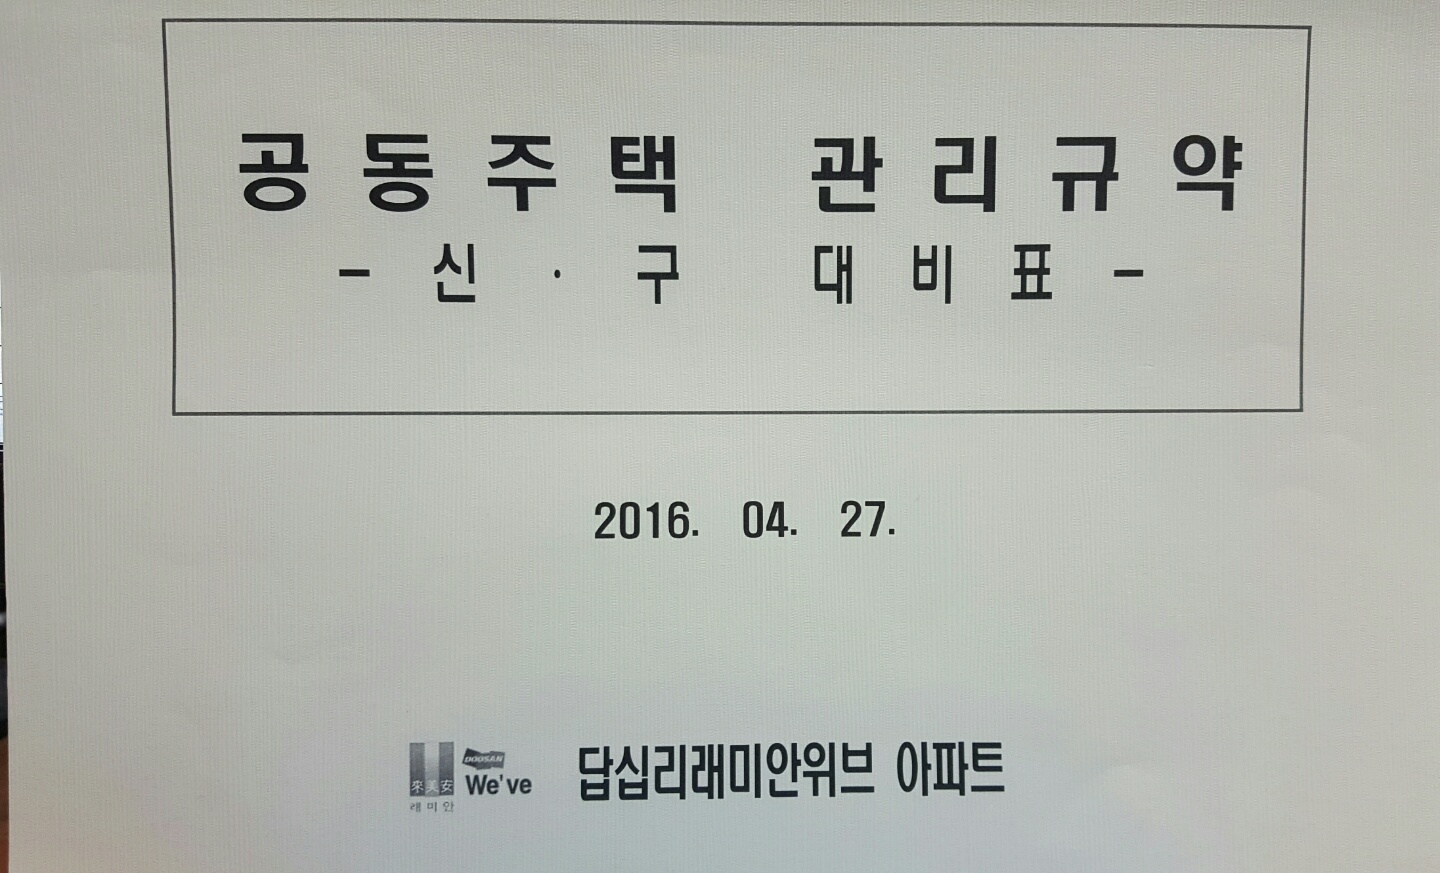 공동주택 관리규약
- 신·구 대비표 -
2016. 04. 27.
來美安
래미안
DOOSAN
We've
답십리래미안위브 아파트